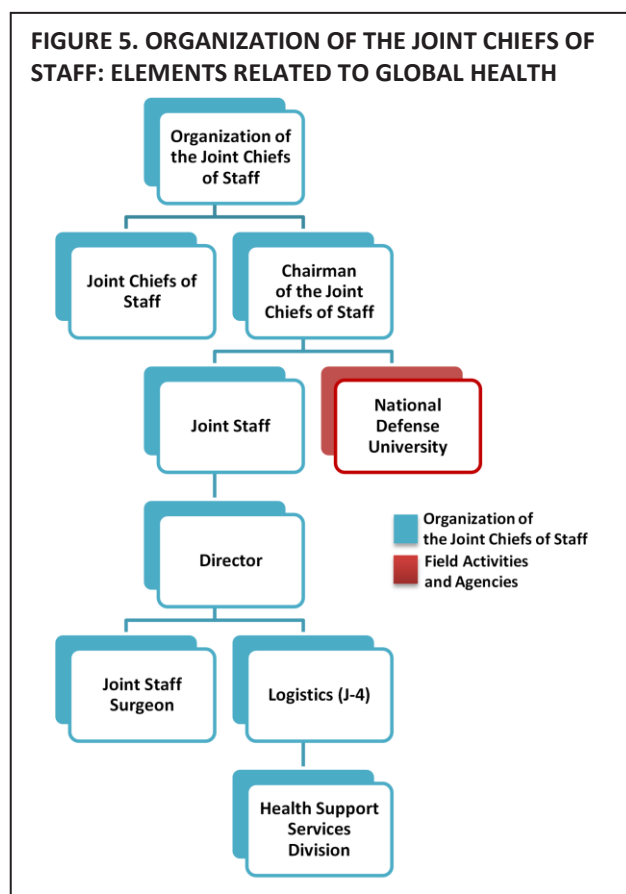 FIGURE 5. ORGANIZATION OF THE JOINT CHIEFS OF
STAFF: ELEMENTS RELATED TO GLOBAL HEALTH
Organization of
the Joint Chiefs
of Staff
Joint Chiefs of
Staff
Chairman
of the Joint
Chiefs of Staff
Joint Staff
National
Defense
University
Organization of
the Joint Chiefs of Staff
Field Activities
and Agencies
Director
Joint Staff
Surgeon
Logistics (J-4)
Health Support
Services
Division